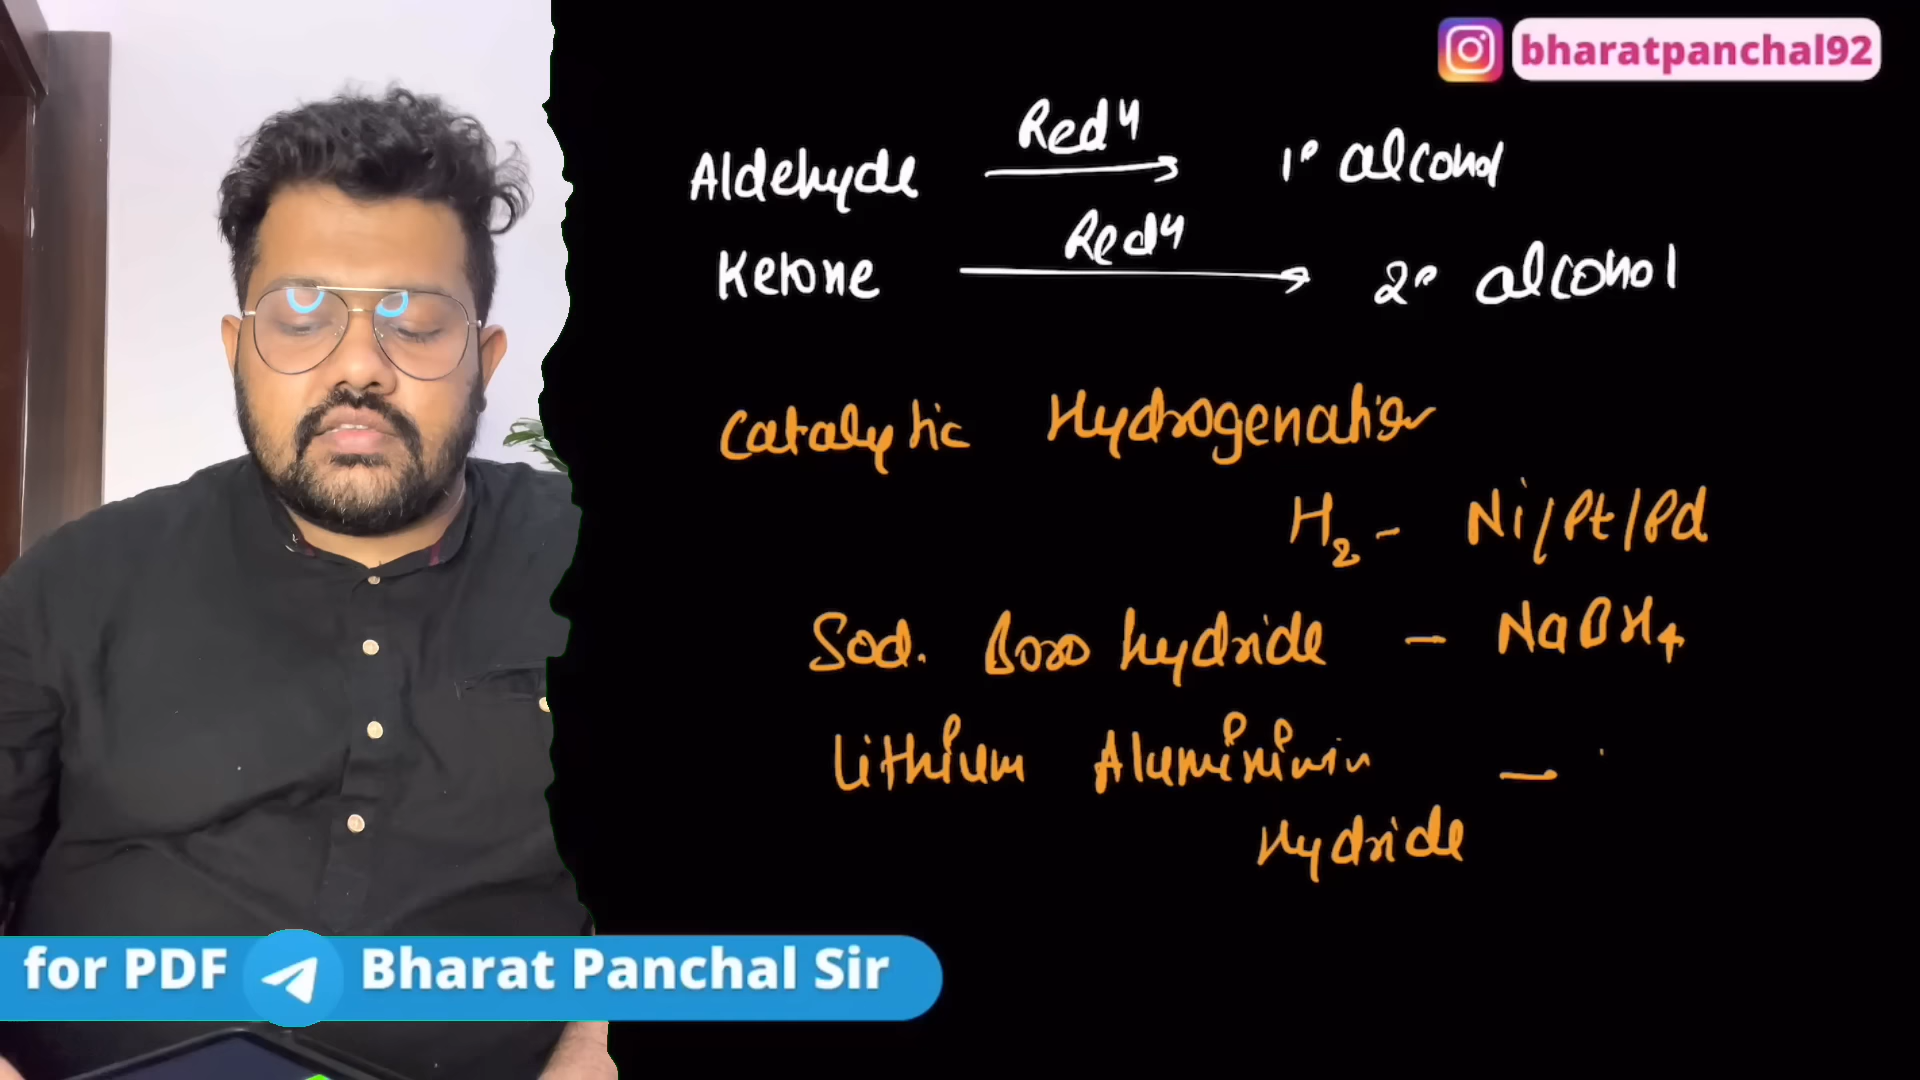 bharatpanchal92
Redⁿ
Aldehyde → 1° alcohol
Redⁿ
Ketone → 2° alcohol
Catalytic Hydrogenation
H₂ - Ni/Pt/Pd
Sod. Boro hydride - NaBH₄
Lithium Aluminium -
Hydride
for PDF Bharat Panchal Sir